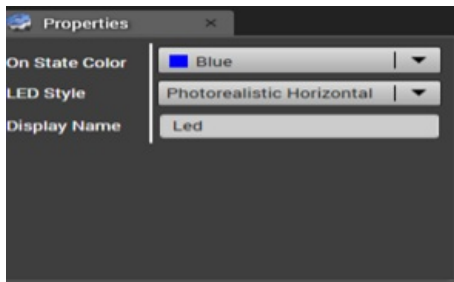 Properties ×
On State Color Blue
LED Style Photorealistic Horizontal
Display Name Led